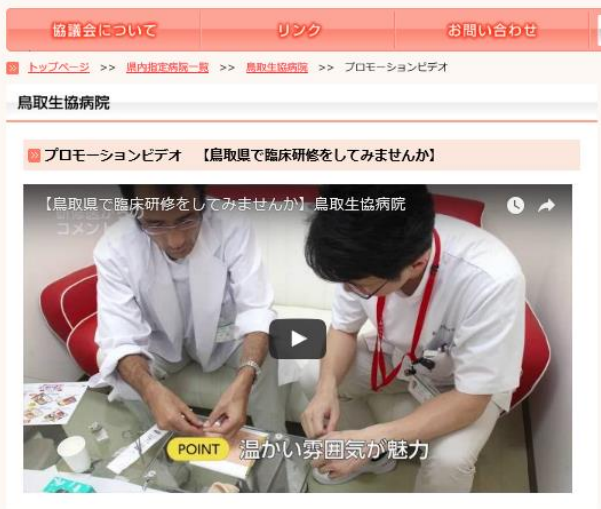 協議会について
リンク
お問い合わせ
トップページ >> 県内指定病院一覧 >> 鳥取生協病院 >> プロモーションビデオ
鳥取生協病院
プロモーションビデオ 【鳥取県で臨床研修をしてみませんか】
【鳥取県で臨床研修をしてみませんか】鳥取生協病院
コメント
POINT 温かい雰囲気が魅力